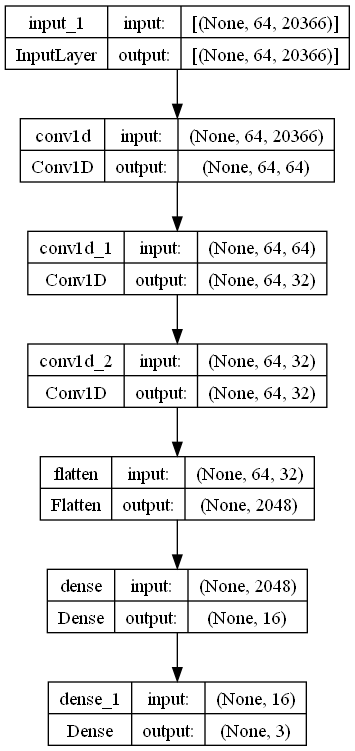 input_1 input: [(None, 64, 20366)]
InputLayer output: [(None, 64, 20366)]
conv1d input: (None, 64, 20366)
Conv1D output: (None, 64, 64)
conv1d_1 input: (None, 64, 64)
Conv1D output: (None, 64, 32)
conv1d_2 input: (None, 64, 32)
Conv1D output: (None, 64, 32)
flatten input: (None, 64, 32)
Flatten output: (None, 2048)
dense input: (None, 2048)
Dense output: (None, 16)
dense_1 input: (None, 16)
Dense output: (None, 3)